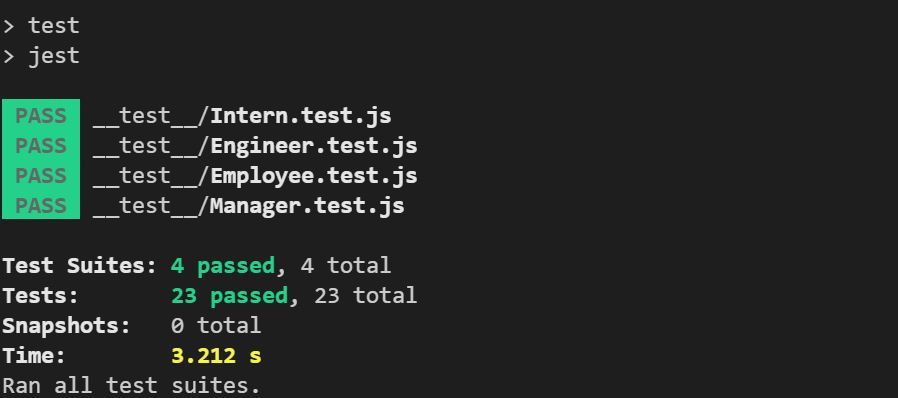 > test
> jest
PASS __test__/Intern.test.js
PASS __test__/Engineer.test.js
PASS __test__/Employee.test.js
PASS __test__/Manager.test.js
Test Suites: 4 passed, 4 total
Tests: 23 passed, 23 total
Snapshots: 0 total
Time: 3.212 s
Ran all test suites.